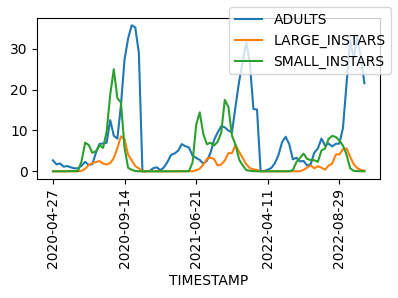 ADULTS
LARGE_INSTARS
SMALL_INSTARS
30
20
10
0
2020-04-27
2020-09-14
2021-06-21
2022-04-11
2022-08-29
TIMESTAMP